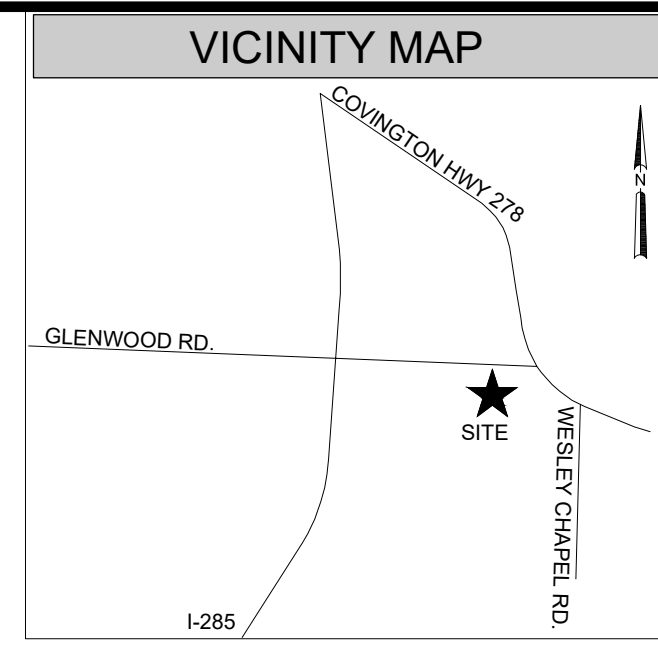 VICINITY MAP
COVINGTON HWY 278
N
GLENWOOD RD.
SITE
WESLEY CHAPEL RD.
I-285